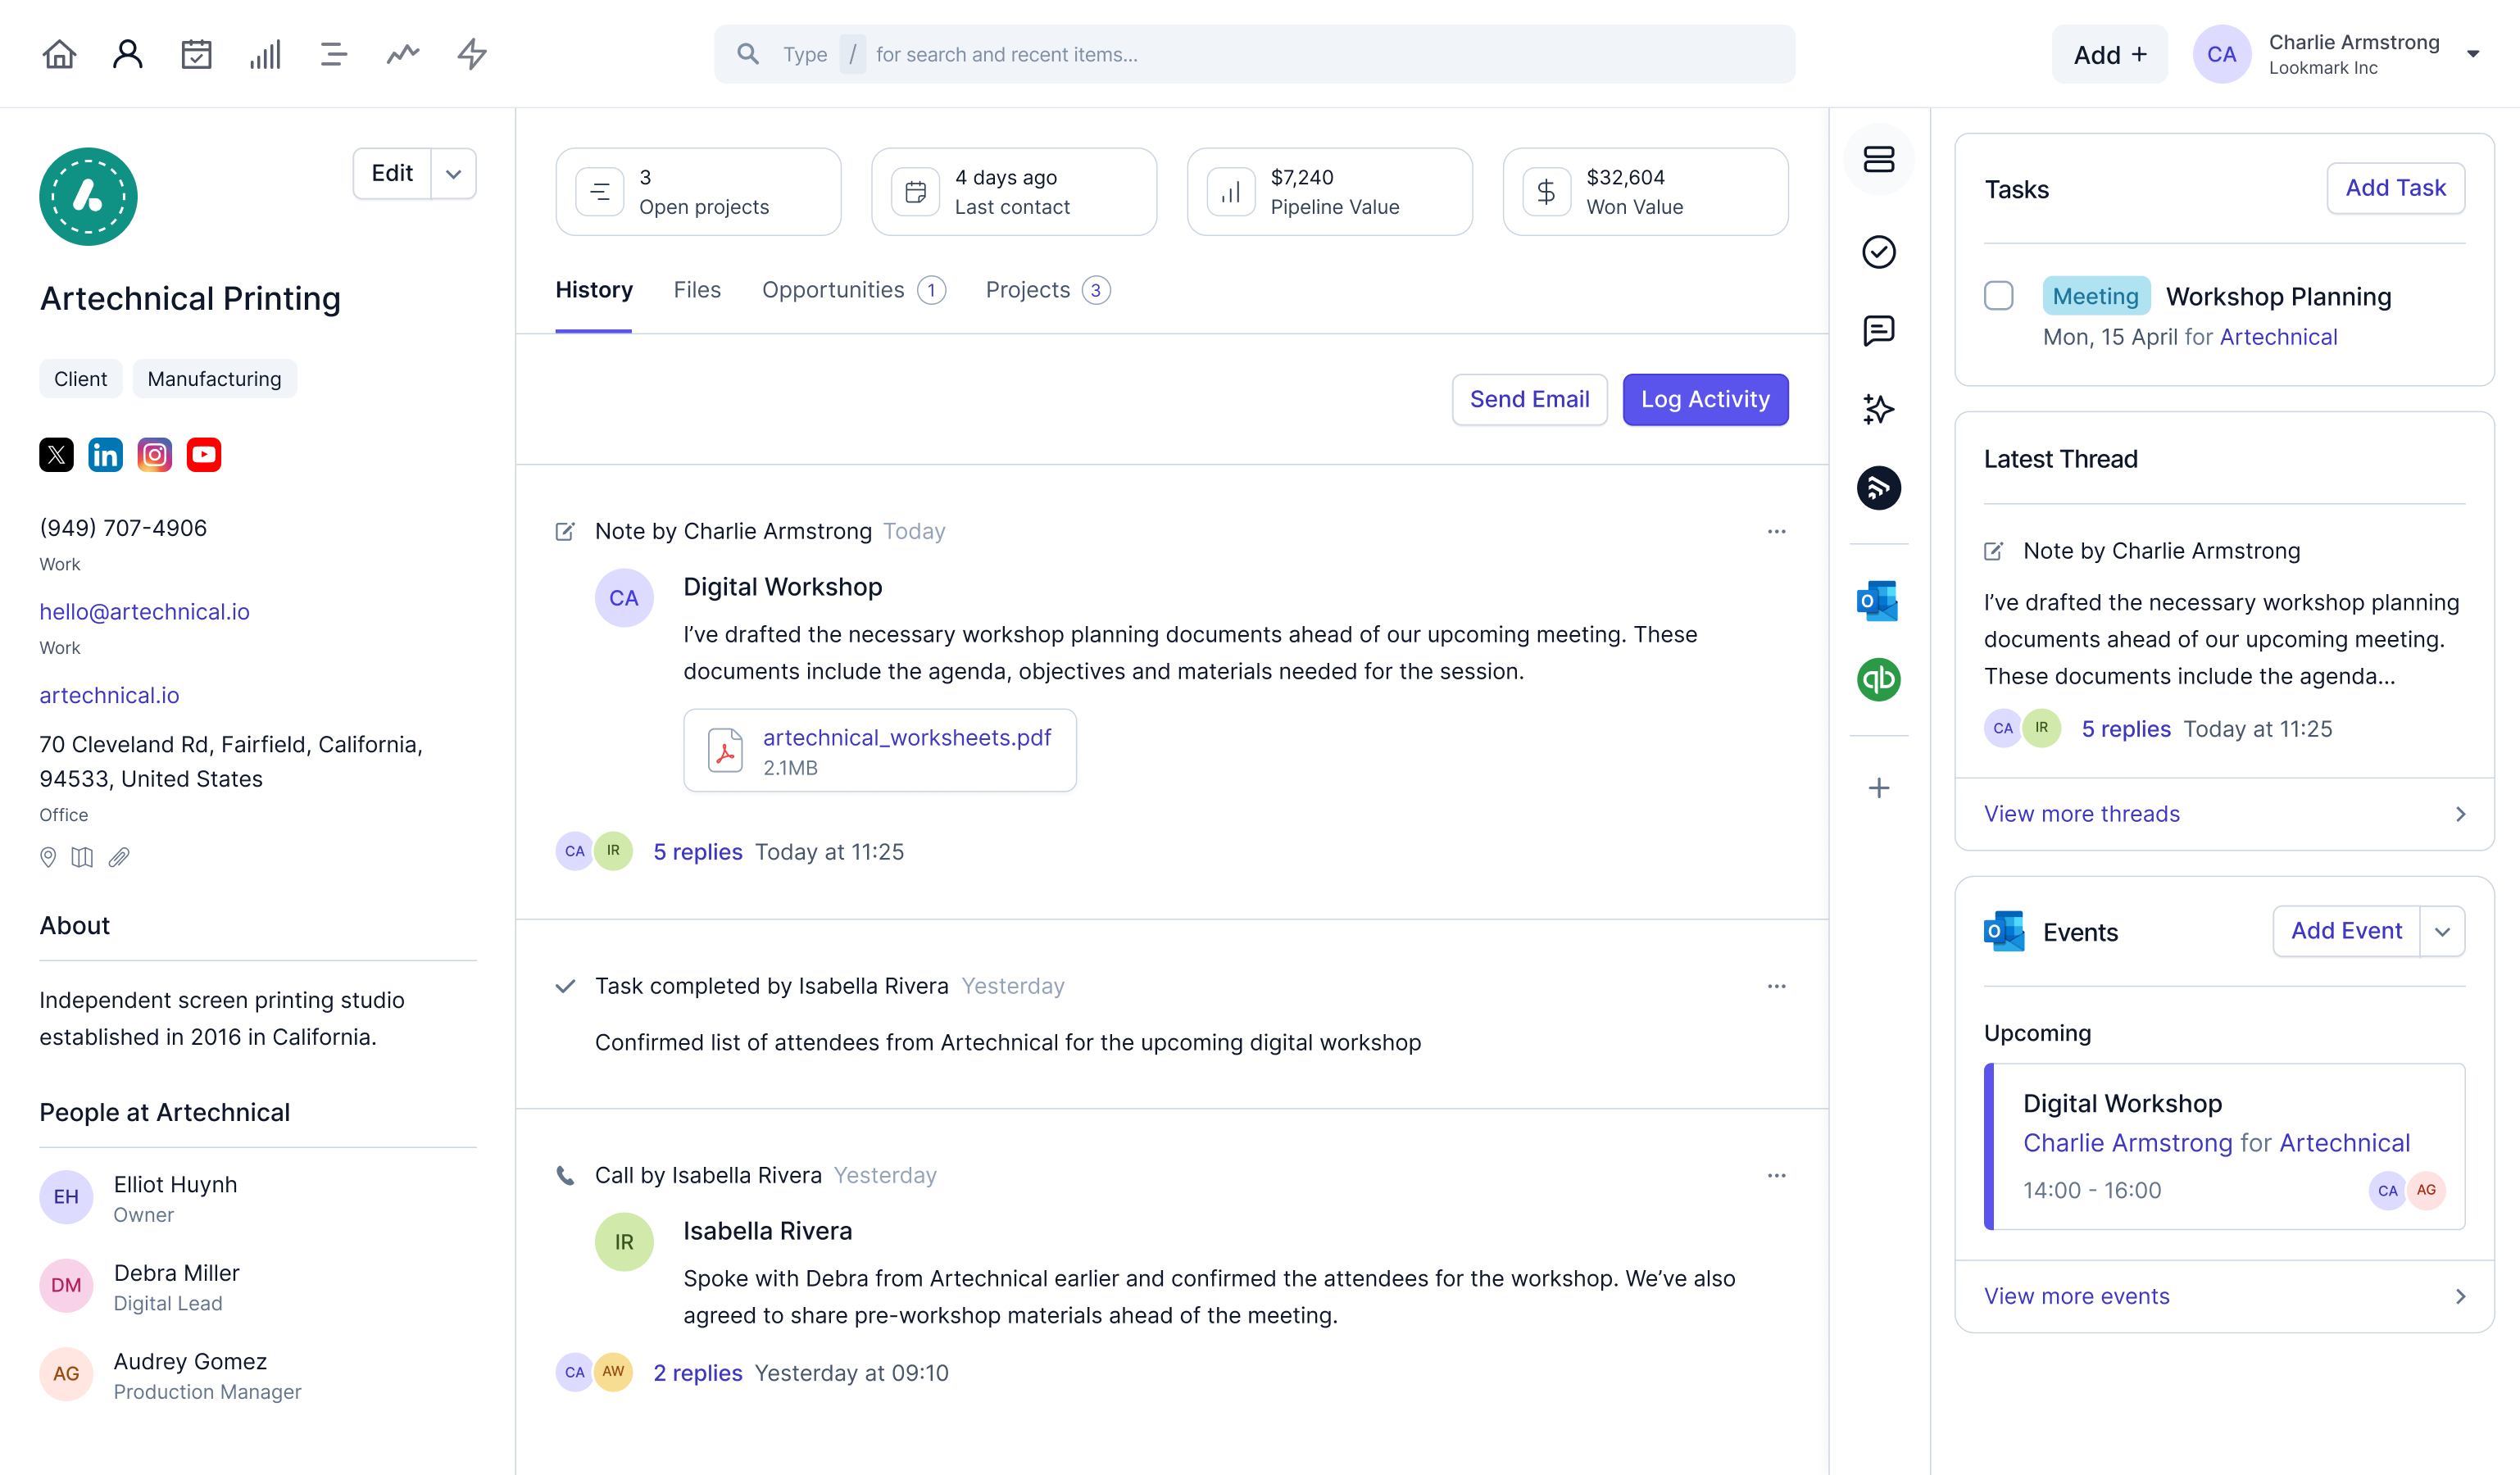 Type / for search and recent items...
Add +
CA
Charlie Armstrong
Lookmark Inc
Edit
Artechnical Printing
Client
Manufacturing
X
in
(949) 707-4906
Work
hello@artechnical.io
Work
artechnical.io
70 Cleveland Rd, Fairfield, California,
94533, United States
Office
About
Independent screen printing studio
established in 2016 in California.
People at Artechnical
EH
Elliot Huynh
Owner
DM
Debra Miller
Digital Lead
AG
Audrey Gomez
Production Manager
3
Open projects
4 days ago
Last contact
$7,240
Pipeline Value
$
$32,604
Won Value
History
Files
Opportunities 1
Projects 3
Send Email
Log Activity
Note by Charlie Armstrong Today
CA
Digital Workshop
I’ve drafted the necessary workshop planning documents ahead of our upcoming meeting. These
documents include the agenda, objectives and materials needed for the session.
artechnical_worksheets.pdf
2.1MB
CA IR 5 replies Today at 11:25
Task completed by Isabella Rivera Yesterday
Confirmed list of attendees from Artechnical for the upcoming digital workshop
Call by Isabella Rivera Yesterday
IR
Isabella Rivera
Spoke with Debra from Artechnical earlier and confirmed the attendees for the workshop. We’ve also
agreed to share pre-workshop materials ahead of the meeting.
CA AW 2 replies Yesterday at 09:10
O
qb
Tasks
Add Task
Meeting Workshop Planning
Mon, 15 April for Artechnical
Latest Thread
Note by Charlie Armstrong
I’ve drafted the necessary workshop planning
documents ahead of our upcoming meeting.
These documents include the agenda...
CA IR 5 replies Today at 11:25
View more threads
O
Events
Add Event
Upcoming
Digital Workshop
Charlie Armstrong for Artechnical
14:00 - 16:00
CA AG
View more events